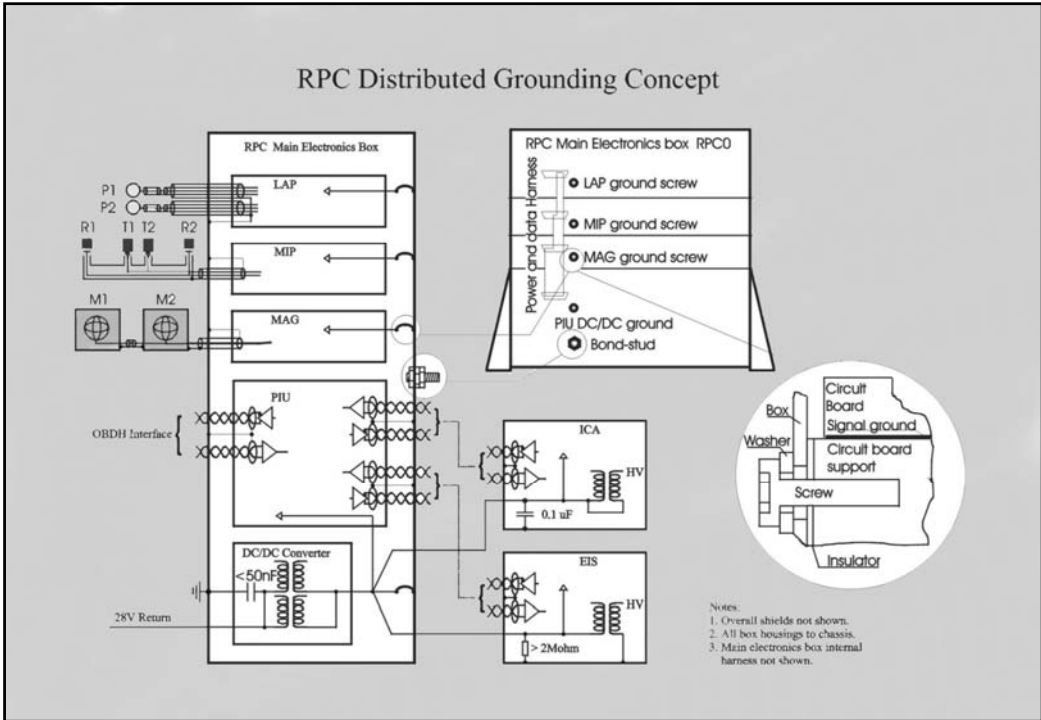 RPC Distributed Grounding Concept
RPC Main Electronics Box
LAP
P1
P2
R1 T1 T2 R2
MIP
M1 M2
MAG
PIU
OBDH Interface
DC/DC Converter
<50nF
28V Return
RPC Main Electronics box RPC0
Power and data Harness
LAP ground screw
MIP ground screw
MAG ground screw
PIU DC/DC ground
Bond-stud
ICA
HV
0.1 uF
EIS
HV
> 2Mohm
Circuit
Board
Signal ground
Box
Washer
Circuit board
support
Screw
Insulator
Notes:
1. Overall shields not shown.
2. All box housings to chassis.
3. Main electronics box internal
harness not shown.